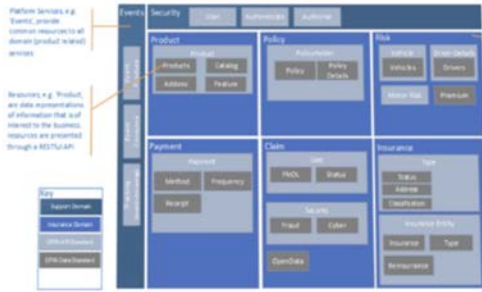 Platform Services, e.g.
'Events', provide
common resources to all
domain (product related)
services
Resources, e.g. 'Product,
are data representations
of information that is of
interest to the business.
resources are presented
through a RESTful API
Key
Support Domain
Insurance Domain
Events
Security
User
Authenticate
Authorise
Product
Product
Products
Catalog
Addons
Feature
Policy
Policyholder
Policy
Policy
Details
Risk
Vehicle
Driver Details
Vehicles
Drivers
Motor Risk
Premium
Payment
Payment
Method
Frequency
Receipt
Claim
FNOL
Status
Security
Fraud
Cyber
OpenData
Insurance
Type
Status
Address
Classification
Insurance Entity
Insurance
Type
Reinsurance